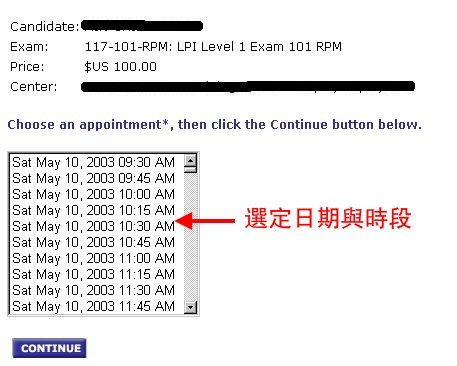 Candidate:
Exam: 117-101-RPM: LPI Level 1 Exam 101 RPM
Price: $US 100.00
Center:
Choose an appointment*, then click the Continue button below.
Sat May 10, 2003 09:30 AM
Sat May 10, 2003 09:45 AM
Sat May 10, 2003 10:00 AM
Sat May 10, 2003 10:15 AM
Sat May 10, 2003 10:30 AM
Sat May 10, 2003 10:45 AM
Sat May 10, 2003 11:00 AM
Sat May 10, 2003 11:15 AM
Sat May 10, 2003 11:30 AM
Sat May 10, 2003 11:45 AM
選定日期與時段
CONTINUE